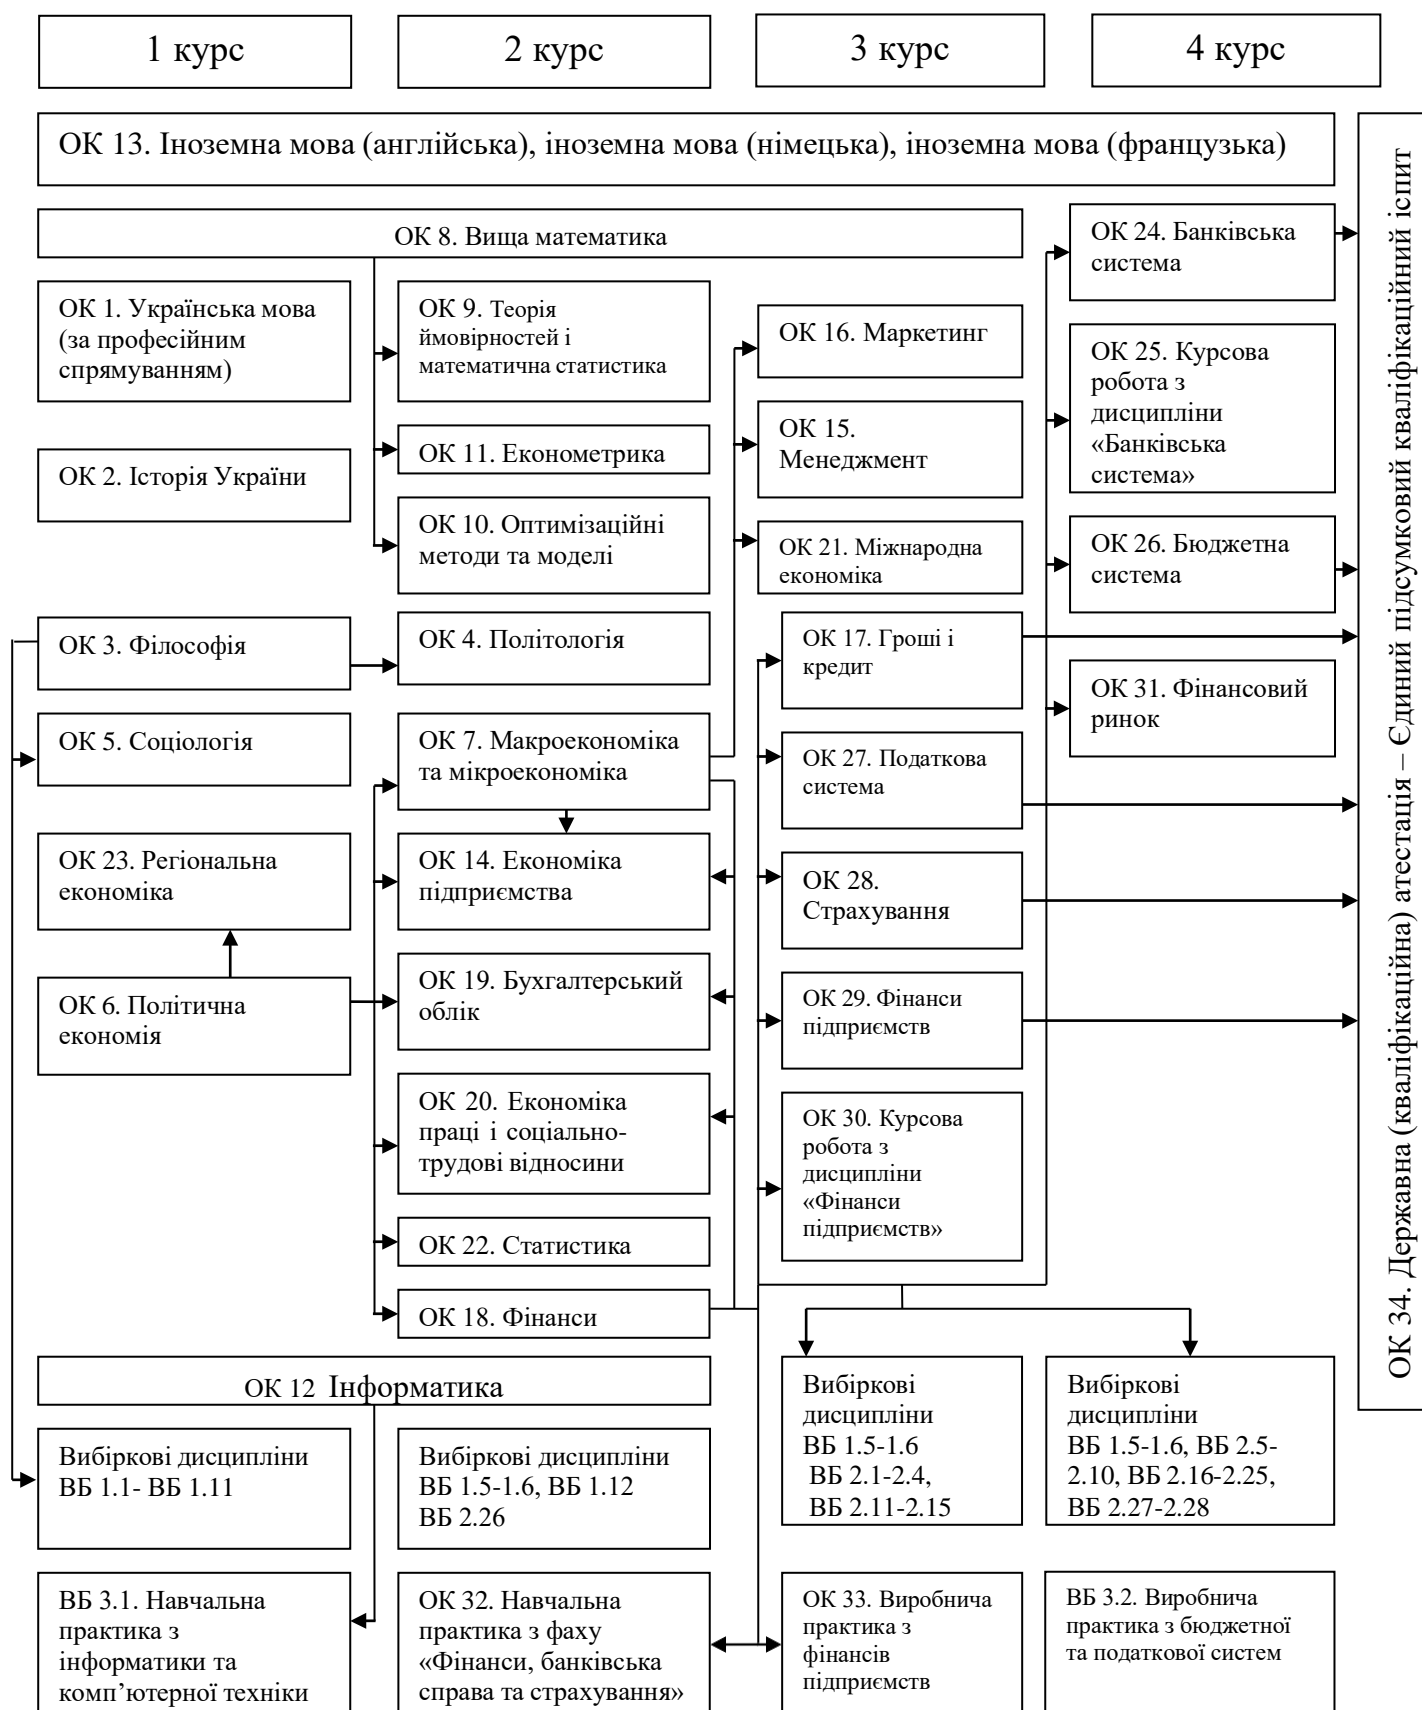 1 курс
2 курс
3 курс
4 курс
ОК 13. Іноземна мова (англійська), іноземна мова (німецька), іноземна мова (французька)
ОК 8. Вища математика
ОК 1. Українська мова
(за професійним
спрямуванням)
ОК 2. Історія України
ОК 3. Філософія
ОК 5. Соціологія
ОК 23. Регіональна
економіка
ОК 6. Політична
економія
ОК 9. Теорія
ймовірностей і
математична статистика
ОК 11. Економетрика
ОК 10. Оптимізаційні
методи та моделі
ОК 4. Політологія
ОК 7. Макроекономіка
та мікроекономіка
ОК 14. Економіка
підприємства
ОК 19. Бухгалтерський
облік
ОК 20. Економіка
праці і соціально-
трудові відносини
ОК 22. Статистика
ОК 18. Фінанси
ОК 16. Маркетинг
ОК 15.
Менеджмент
ОК 21. Міжнародна
економіка
ОК 17. Гроші і
кредит
ОК 27. Податкова
система
ОК 28.
Страхування
ОК 29. Фінанси
підприємств
ОК 30. Курсова
робота з
дисципліни
«Фінанси
підприємств»
ОК 24. Банківська
система
ОК 25. Курсова
робота з
дисципліни
«Банківська
система»
ОК 26. Бюджетна
система
ОК 31. Фінансовий
ринок
ОК 12 Інформатика
Вибіркові дисципліни
ВБ 1.1- ВБ 1.11
Вибіркові дисципліни
ВБ 1.5-1.6, ВБ 1.12
ВБ 2.26
Вибіркові
дисципліни
ВБ 1.5-1.6
ВБ 2.1-2.4,
ВБ 2.11-2.15
Вибіркові
дисципліни
ВБ 1.5-1.6, ВБ 2.5-
2.10, ВБ 2.16-2.25,
ВБ 2.27-2.28
ВБ 3.1. Навчальна
практика з
інформатики та
комп’ютерної техніки
ОК 32. Навчальна
практика з фаху
«Фінанси, банківська
справа та страхування»
ОК 33. Виробнича
практика з
фінансів
підприємств
ВБ 3.2. Виробнича
практика з бюджетної
та податкової систем
ОК 34. Державна (кваліфікаційна) атестація – Єдиний підсумковий кваліфікаційний іспит